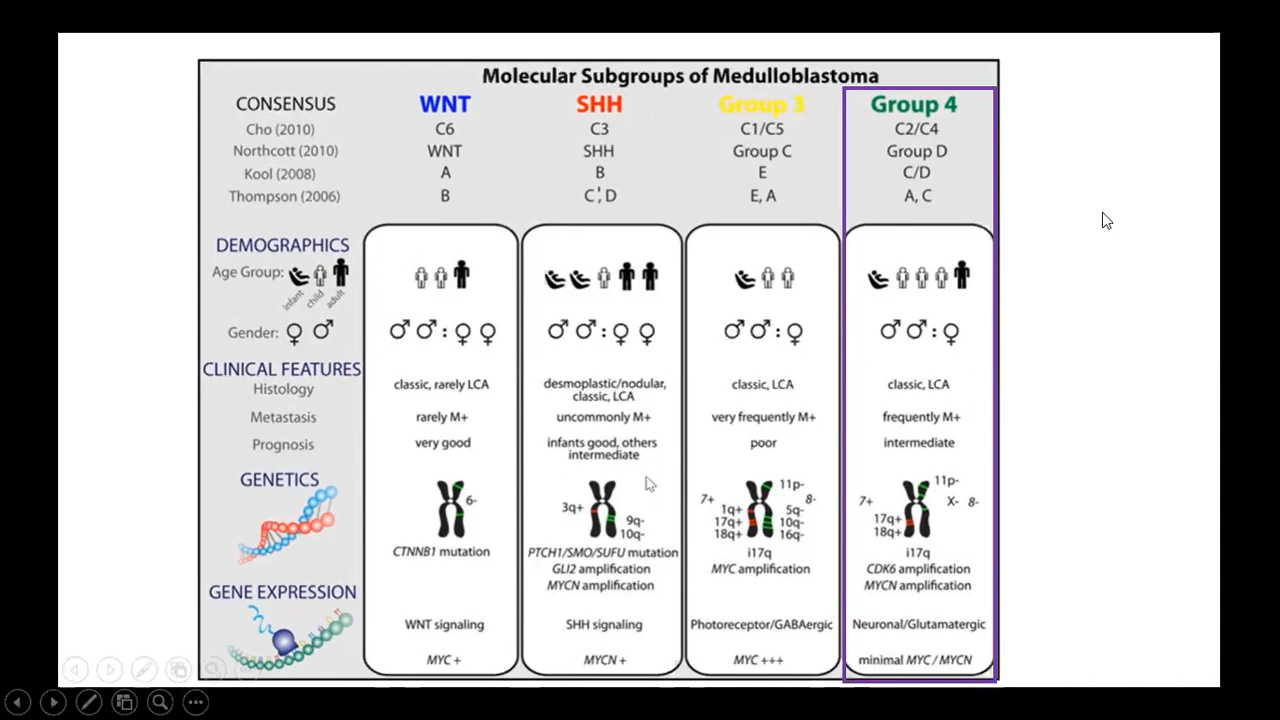 Molecular Subgroups of Medulloblastoma
CONSENSUS WNT SHH Group 3 Group 4
Cho (2010) C6 C3 C1/C5 C2/C4
Northcott (2010) WNT SHH Group C Group D
Kool (2008) A B E C/D
Thompson (2006) B C', D E, A A, C
DEMOGRAPHICS
Age Group:
infant child adult
Gender: ♀ ♂ ♂♂:♀♀ ♂♂:♀♀ ♂♂:♀ ♂♂:♀
CLINICAL FEATURES
Histology classic, rarely LCA desmoplastic/nodular, classic, LCA classic, LCA classic, LCA
Metastasis rarely M+ uncommonly M+ very frequently M+ frequently M+
Prognosis very good infants good, others intermediate poor intermediate
GENETICS
6-
3q+
9q-
10q-
11p-
7+ 8-
1q+ 5q-
17q+ 10q-
18q+ 16q-
11p-
7+ X- 8-
17q+
18q+
CTNNB1 mutation
PTCH1/SMO/SUFU mutation
GLI2 amplification
MYCN amplification
i17q
MYC amplification
i17q
CDK6 amplification
MYCN amplification
GENE EXPRESSION
WNT signaling SHH signaling Photoreceptor/GABAergic Neuronal/Glutamatergic
MYC + MYCN + MYC +++ minimal MYC / MYCN